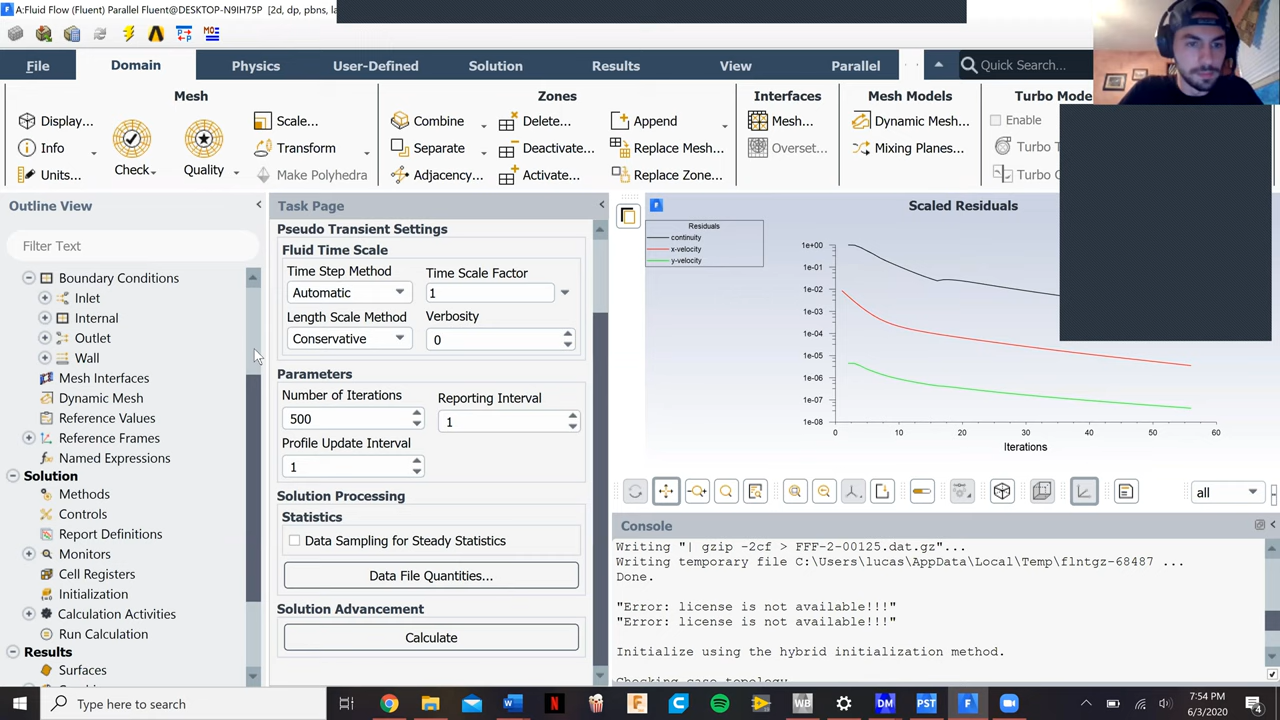 A:Fluid Flow (Fluent) Parallel Fluent@DESKTOP-N9IH75P [2d, dp, pbns, la
File Domain Physics User-Defined Solution Results View Parallel Quick Search...
Mesh Zones Interfaces Mesh Models Turbo Mode
Display... Scale... Combine Delete... Append Mesh... Dynamic Mesh... Enable
Info Check Quality Transform Separate Deactivate... Replace Mesh... Overset... Mixing Planes... Turbo
Units... Make Polyhedra Adjacency... Activate... Replace Zone... Turbo
Outline View
Filter Text
Boundary Conditions
Inlet
Internal
Outlet
Wall
Mesh Interfaces
Dynamic Mesh
Reference Values
Reference Frames
Named Expressions
Solution
Methods
Controls
Report Definitions
Monitors
Cell Registers
Initialization
Calculation Activities
Run Calculation
Results
Surfaces
Task Page
Pseudo Transient Settings
Fluid Time Scale
Time Step Method Time Scale Factor
Automatic 1
Length Scale Method Verbosity
Conservative 0
Parameters
Number of Iterations Reporting Interval
500 1
Profile Update Interval
1
Solution Processing
Statistics
Data Sampling for Steady Statistics
Data File Quantities...
Solution Advancement
Calculate
Scaled Residuals
Residuals
continuity
x-velocity
y-velocity
1e+00
1e-01
1e-02
1e-03
1e-04
1e-05
1e-06
1e-07
1e-08
0 10 20 30 40 50 60
Iterations
all
Console
Writing "| gzip -2cf > FFF-2-00125.dat.gz"...
Writing temporary file C:\Users\lucas\AppData\Local\Temp\flntgz-68487 ...
Done.
"Error: license is not available!!!"
"Error: license is not available!!!"
Initialize using the hybrid initialization method.
Checking case topology
Type here to search
7:54 PM
6/3/2020